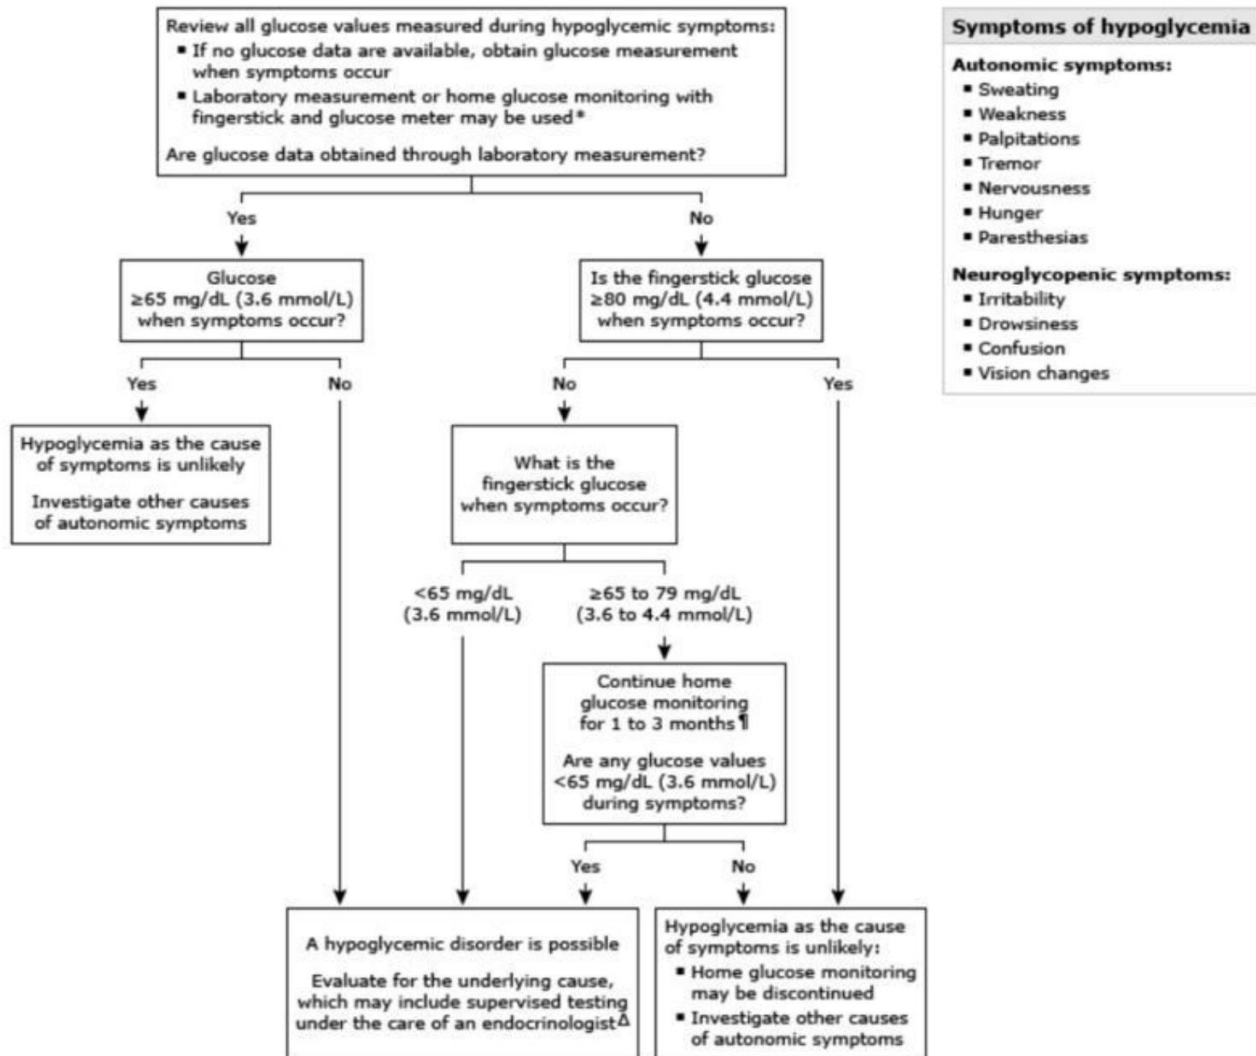 Review all glucose values measured during hypoglycemic symptoms:
▪ If no glucose data are available, obtain glucose measurement
when symptoms occur
▪ Laboratory measurement or home glucose monitoring with
fingerstick and glucose meter may be used*
Are glucose data obtained through laboratory measurement?
Yes
No
Glucose
≥65 mg/dL (3.6 mmol/L)
when symptoms occur?
Is the fingerstick glucose
≥80 mg/dL (4.4 mmol/L)
when symptoms occur?
Yes
No
No
Yes
Hypoglycemia as the cause
of symptoms is unlikely
Investigate other causes
of autonomic symptoms
What is the
fingerstick glucose
when symptoms occur?
<65 mg/dL
(3.6 mmol/L)
≥65 to 79 mg/dL
(3.6 to 4.4 mmol/L)
Continue home
glucose monitoring
for 1 to 3 months¶
Are any glucose values
<65 mg/dL (3.6 mmol/L)
during symptoms?
Yes
No
A hypoglycemic disorder is possible
Evaluate for the underlying cause,
which may include supervised testing
under the care of an endocrinologistΔ
Hypoglycemia as the cause
of symptoms is unlikely:
▪ Home glucose monitoring
may be discontinued
▪ Investigate other causes
of autonomic symptoms
Symptoms of hypoglycemia
Autonomic symptoms:
▪ Sweating
▪ Weakness
▪ Palpitations
▪ Tremor
▪ Nervousness
▪ Hunger
▪ Paresthesias
Neuroglycopenic symptoms:
▪ Irritability
▪ Drowsiness
▪ Confusion
▪ Vision changes